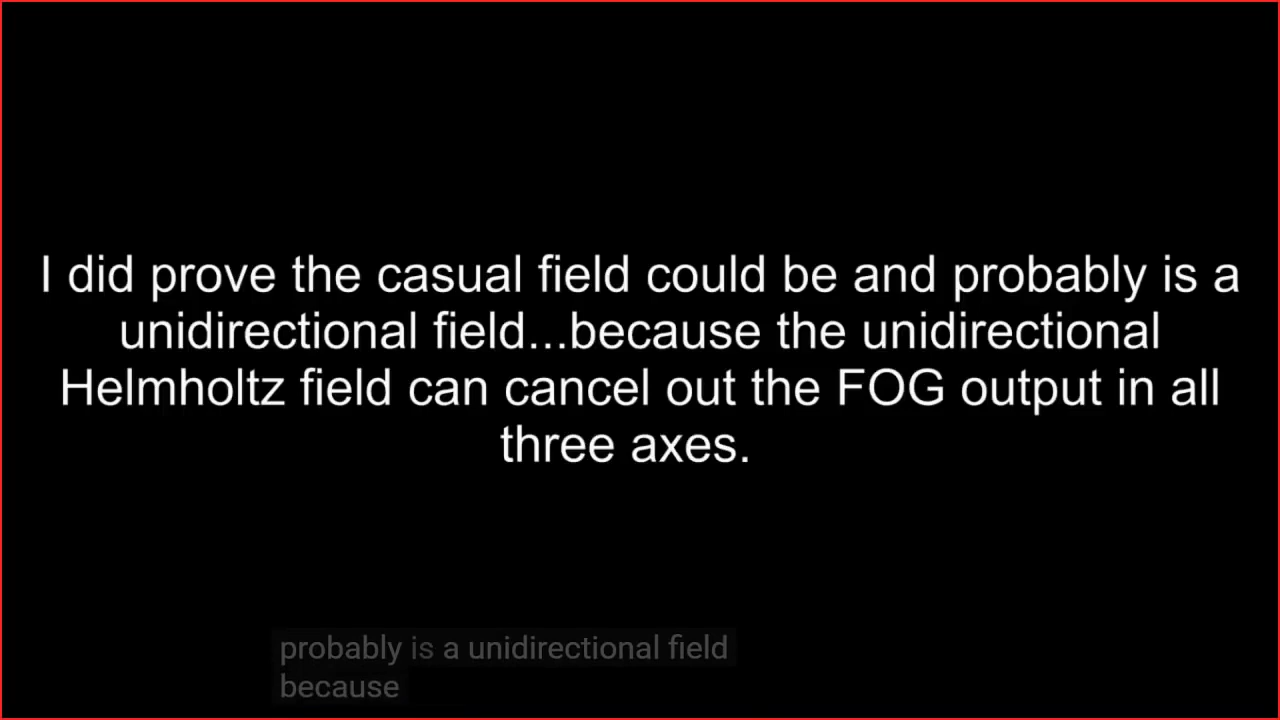 I did prove the casual field could be and probably is a
unidirectional field...because the unidirectional
Helmholtz field can cancel out the FOG output in all
three axes.
probably is a unidirectional field
because